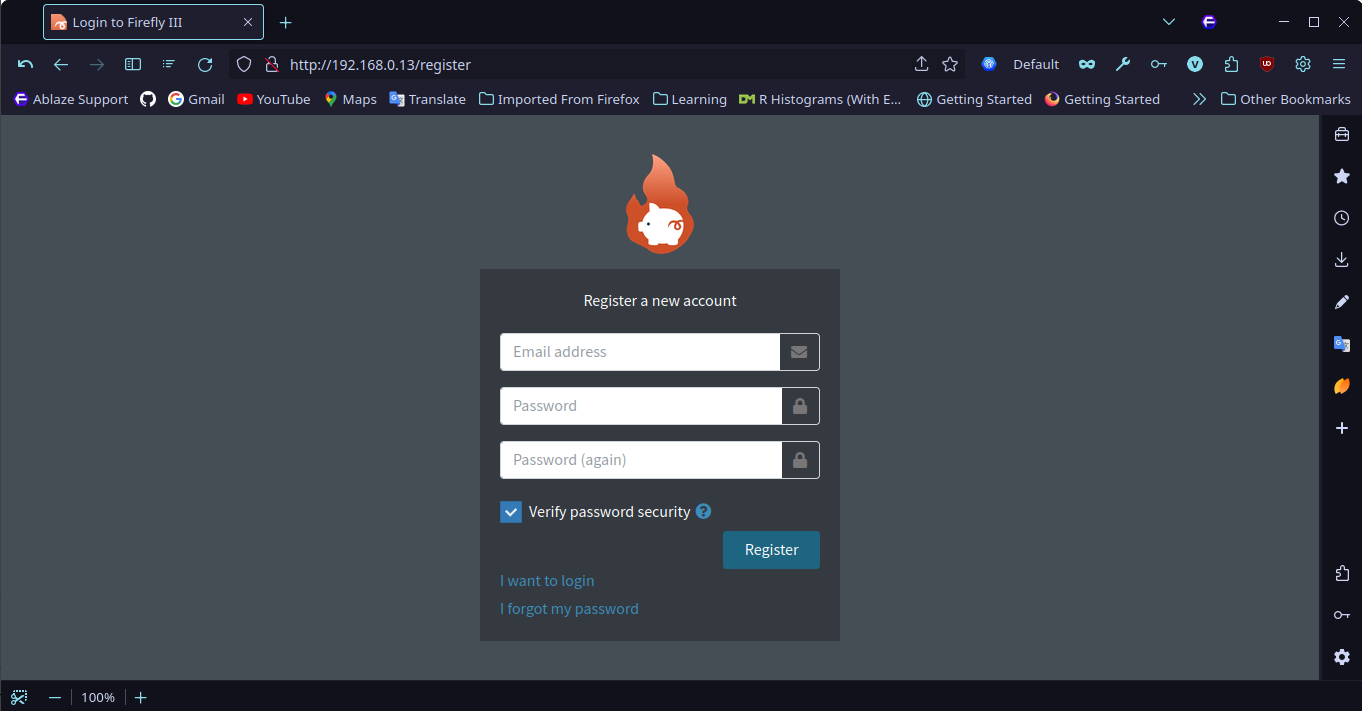 Login to Firefly III
http://192.168.0.13/register
Default
Ablaze Support
Gmail
YouTube
Maps
Translate
Imported From Firefox
Learning
R Histograms (With E...
Getting Started
Getting Started
Other Bookmarks
Register a new account
Email address
Password
Password (again)
Verify password security
Register
I want to login
I forgot my password
100%